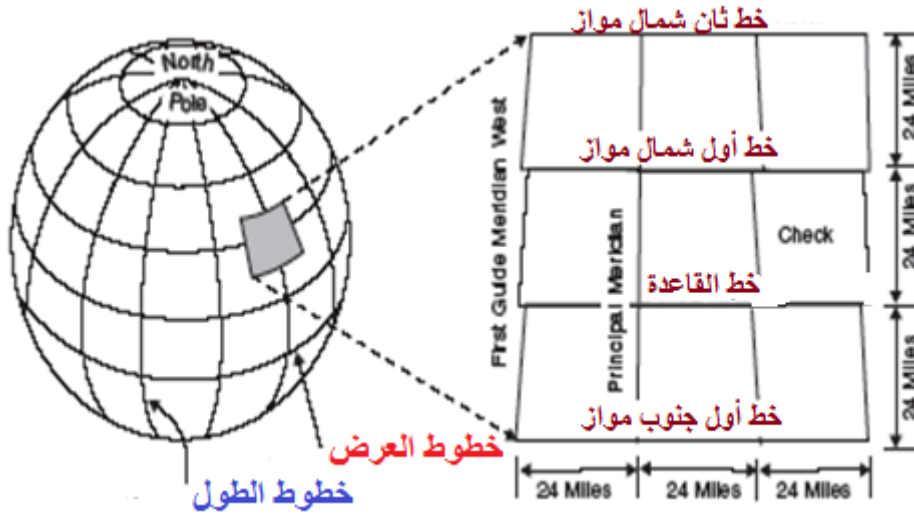 North
Pole
خطوط العرض
خطوط الطول
خط ثان شمال مواز
خط أول شمال مواز
خط القاعدة
خط أول جنوب مواز
First Guide Meridian West
Principal Meridian
Check
24 Miles
24 Miles
24 Miles
24 Miles
24 Miles
24 Miles